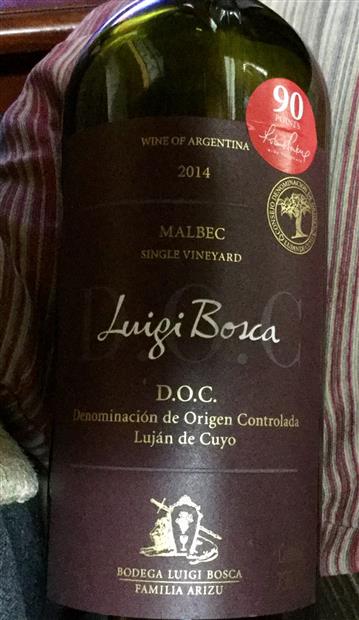 90
POINTS
WINE OF ARGENTINA
2014
MALBEC
SINGLE VINEYARD
D.O.C
Luigi Bosca
D.O.C.
Denominación de Origen Controlada
Luján de Cuyo
BODEGA LUIGI BOSCA
FAMILIA ARIZU